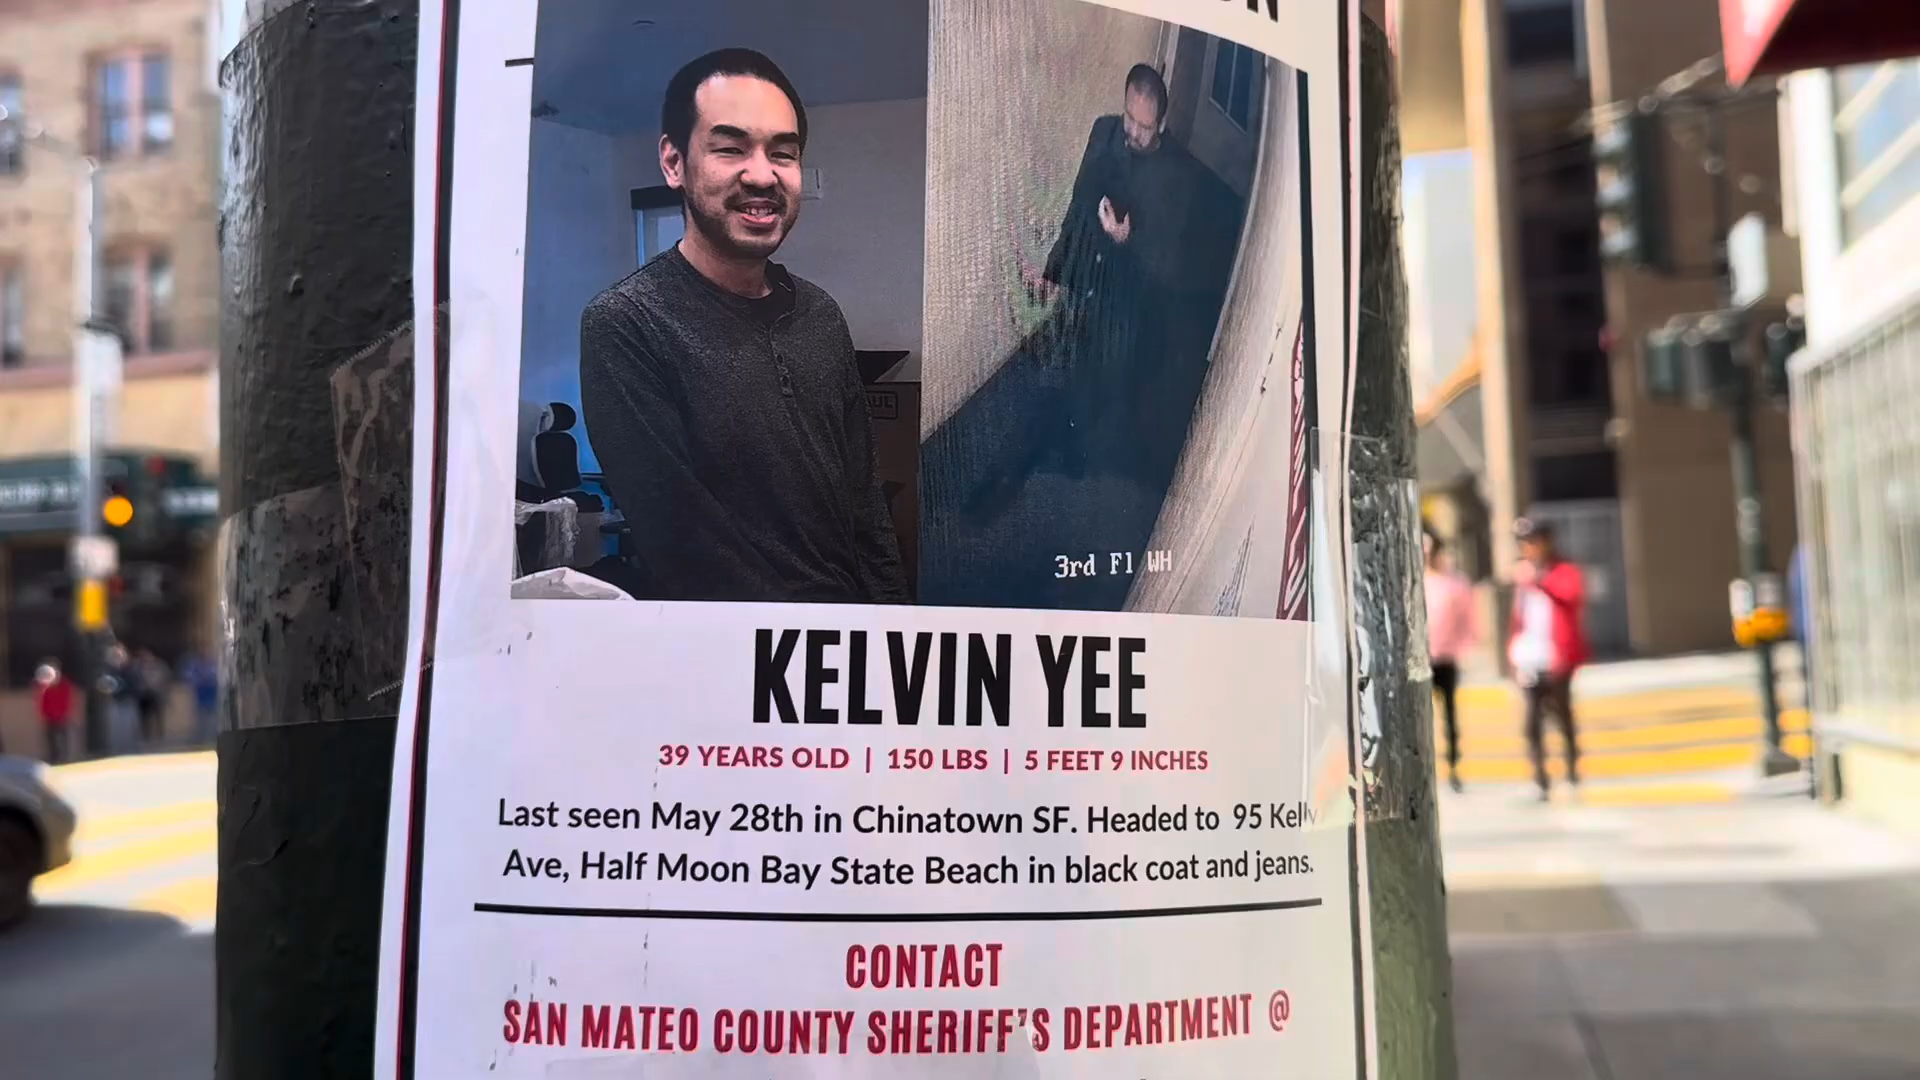 3rd Fl WH
KELVIN YEE
39 YEARS OLD | 150 LBS | 5 FEET 9 INCHES
Last seen May 28th in Chinatown SF. Headed to 95 Kelly
Ave, Half Moon Bay State Beach in black coat and jeans.
CONTACT
SAN MATEO COUNTY SHERIFF'S DEPARTMENT @